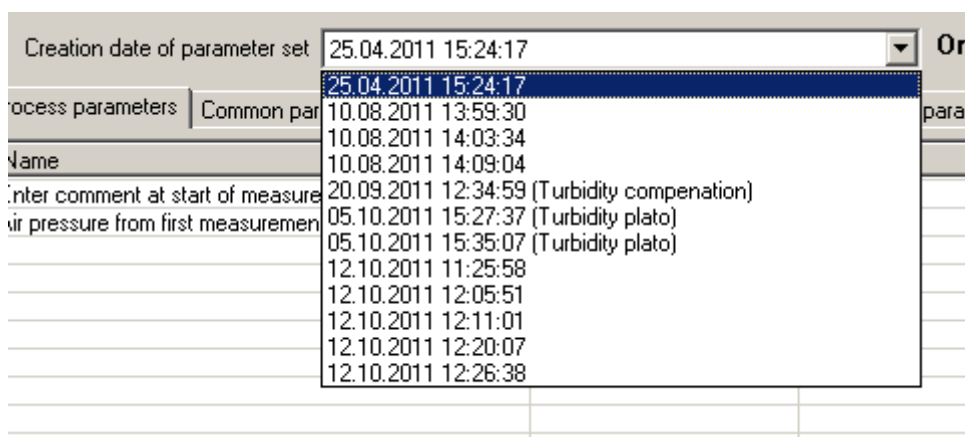 Creation date of parameter set 25.04.2011 15:24:17 Or
25.04.2011 15:24:17
ocess parameters Common par para
10.08.2011 13:59:30
10.08.2011 14:03:34
Name
10.08.2011 14:09:04
nter comment at start of measure
20.09.2011 12:34:59 (Turbidity compenation)
ir pressure from first measuremen
05.10.2011 15:27:37 (Turbidity plato)
05.10.2011 15:35:07 (Turbidity plato)
12.10.2011 11:25:58
12.10.2011 12:05:51
12.10.2011 12:11:01
12.10.2011 12:20:07
12.10.2011 12:26:38